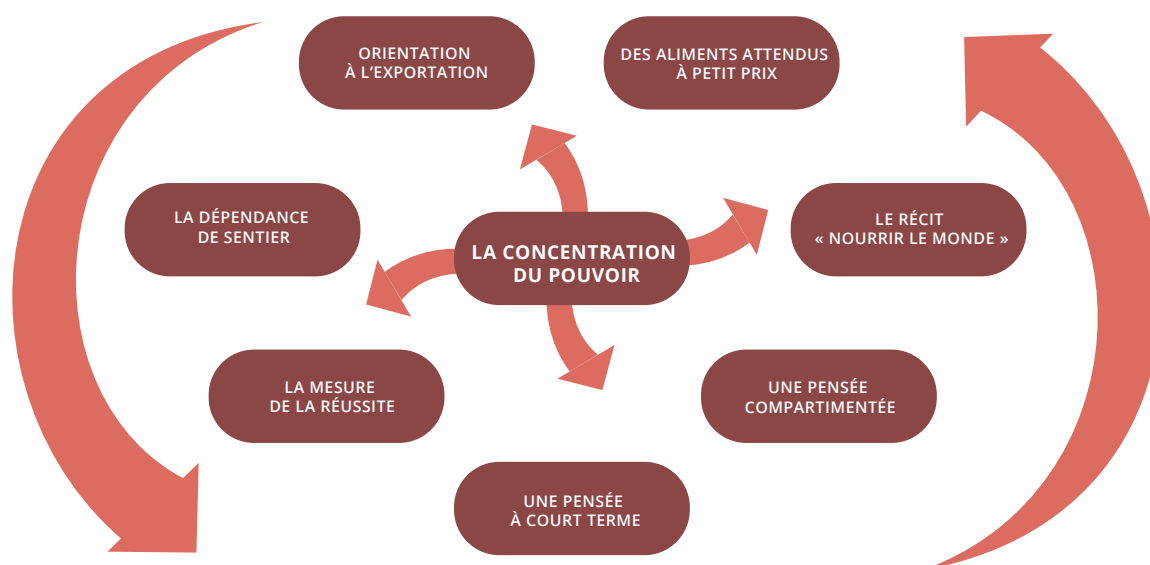 ORIENTATION
À L’EXPORTATION
DES ALIMENTS ATTENDUS
À PETIT PRIX
LA DÉPENDANCE
DE SENTIER
LE RÉCIT
« NOURRIR LE MONDE »
LA CONCENTRATION
DU POUVOIR
LA MESURE
DE LA RÉUSSITE
UNE PENSÉE
COMPARTIMENTÉE
UNE PENSÉE
À COURT TERME